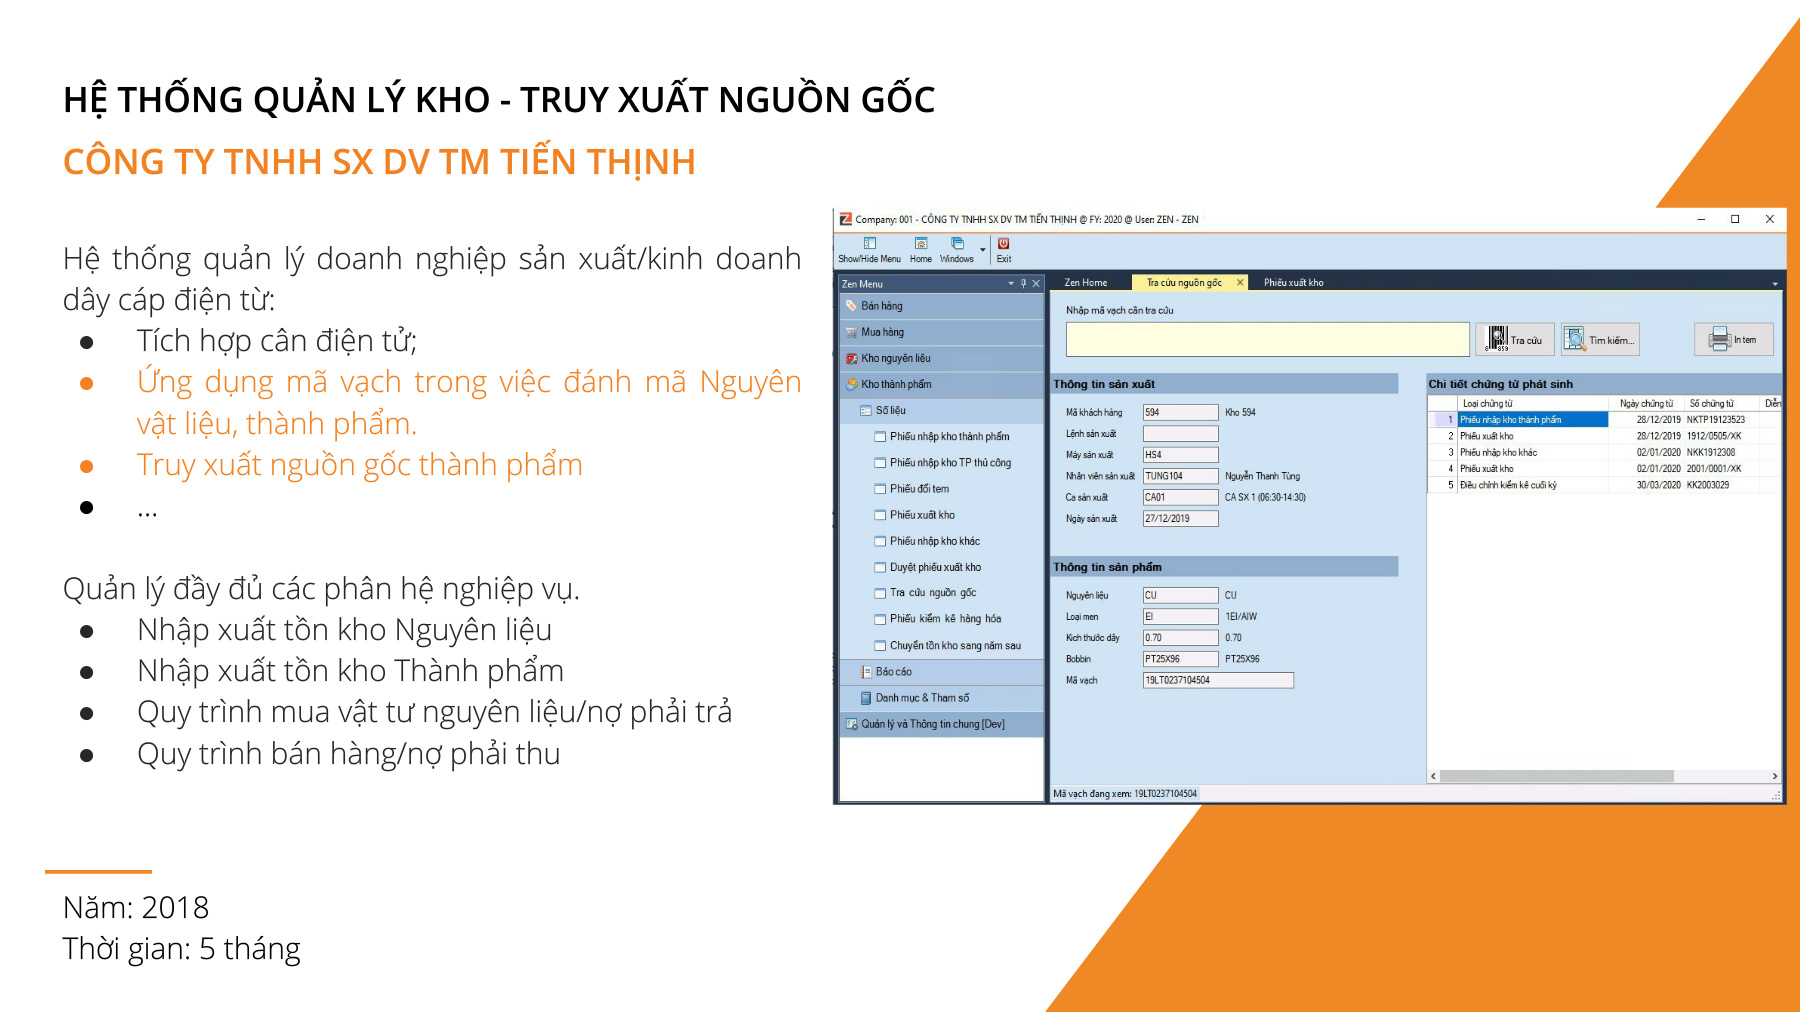 HỆ THỐNG QUẢN LÝ KHO - TRUY XUẤT NGUỒN GỐC
CÔNG TY TNHH SX DV TM TIẾN THỊNH
Hệ thống quản lý doanh nghiệp sản xuất/kinh doanh
dây cáp điện từ:
● Tích hợp cân điện tử;
● Ứng dụng mã vạch trong việc đánh mã Nguyên
vật liệu, thành phẩm.
● Truy xuất nguồn gốc thành phẩm
● ...
Quản lý đầy đủ các phân hệ nghiệp vụ.
● Nhập xuất tồn kho Nguyên liệu
● Nhập xuất tồn kho Thành phẩm
● Quy trình mua vật tư nguyên liệu/nợ phải trả
● Quy trình bán hàng/nợ phải thu
Năm: 2018
Thời gian: 5 tháng
Company: 001 - CÔNG TY TNHH SX DV TM TIẾN THỊNH @ FY: 2020 @ User: ZEN - ZEN
Show/Hide Menu Home Windows Exit
Zen Menu
Bán hàng
Mua hàng
Kho nguyên liệu
Kho thành phẩm
Số liệu
Phiếu nhập kho thành phẩm
Phiếu nhập kho TP thủ công
Phiếu đổi tem
Phiếu xuất kho
Phiếu nhập kho khác
Duyệt phiếu xuất kho
Tra cứu nguồn gốc
Phiếu kiểm kê hàng hóa
Chuyển tồn kho sang năm sau
Báo cáo
Danh mục & Tham số
Quản lý và Thông tin chung [Dev]
Zen Home Tra cứu nguồn gốc Phiếu xuất kho
Nhập mã vạch cần tra cứu
Tra cứu Tìm kiếm... In tem
Thông tin sản xuất
Mã khách hàng 594 Kho 594
Lệnh sản xuất
Máy sản xuất HS4
Nhân viên sản xuất TUNG104 Nguyễn Thanh Tùng
Ca sản xuất CA01 CA SX 1 (06:30-14:30)
Ngày sản xuất 27/12/2019
Thông tin sản phẩm
Nguyên liệu CU CU
Loại men EI 1EI/AIW
Kích thước dây 0.70 0.70
Bobbin PT25X96 PT25X96
Mã vạch 19LT0237104504
Chi tiết chứng từ phát sinh
Loại chứng từ Ngày chứng từ Số chứng từ Diễn
1 Phiếu nhập kho thành phẩm 28/12/2019 NKTP19123523
2 Phiếu xuất kho 28/12/2019 1912/0505/XK
3 Phiếu nhập kho khác 02/01/2020 NKK1912308
4 Phiếu xuất kho 02/01/2020 2001/0001/XK
5 Điều chỉnh kiểm kê cuối kỳ 30/03/2020 KK2003029
Mã vạch đang xem: 19LT0237104504